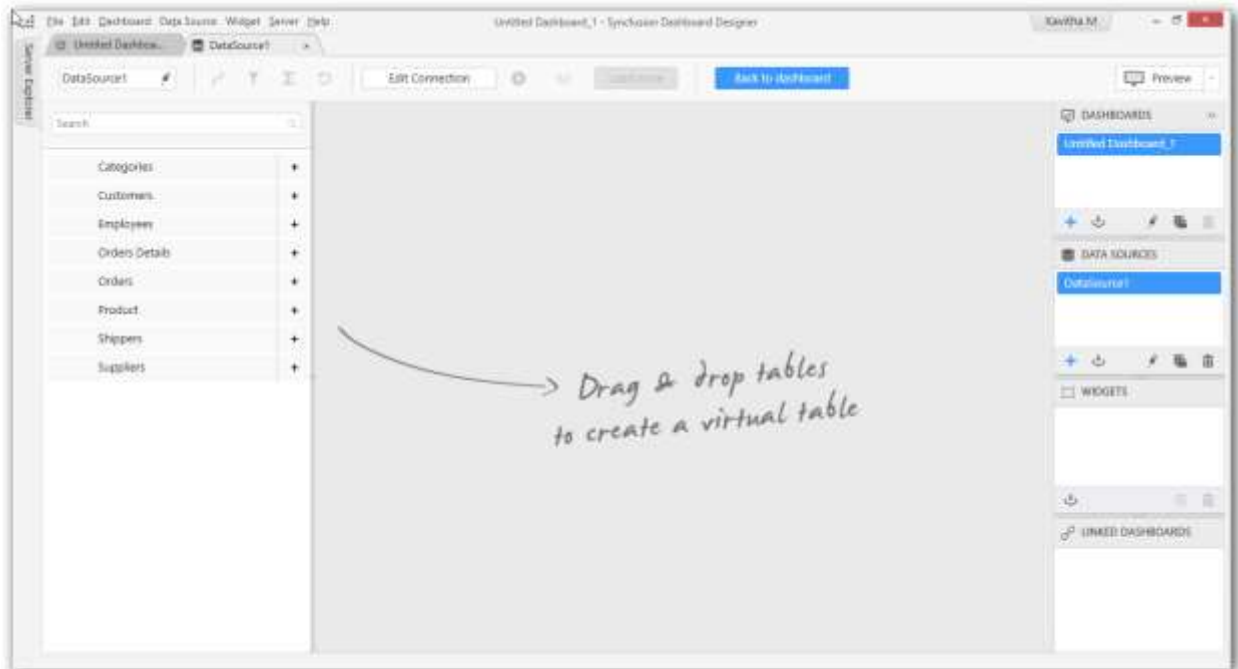 File Edit Dashboard Data Source Widget Server Help
Untitled Dashboard_1 - Syncfusion Dashboard Designer
Kavitha M
Server Explorer
Untitled Dashboa...
DataSource1
DataSource1
Edit Connection
Back to dashboard
Preview
Search
Categories
Customers
Employees
Orders Details
Orders
Product
Shippers
Suppliers
Drag & drop tables
to create a virtual table
DASHBOARDS
Untitled Dashboard_1
DATA SOURCES
DataSource1
WIDGETS
LINKED DASHBOARDS